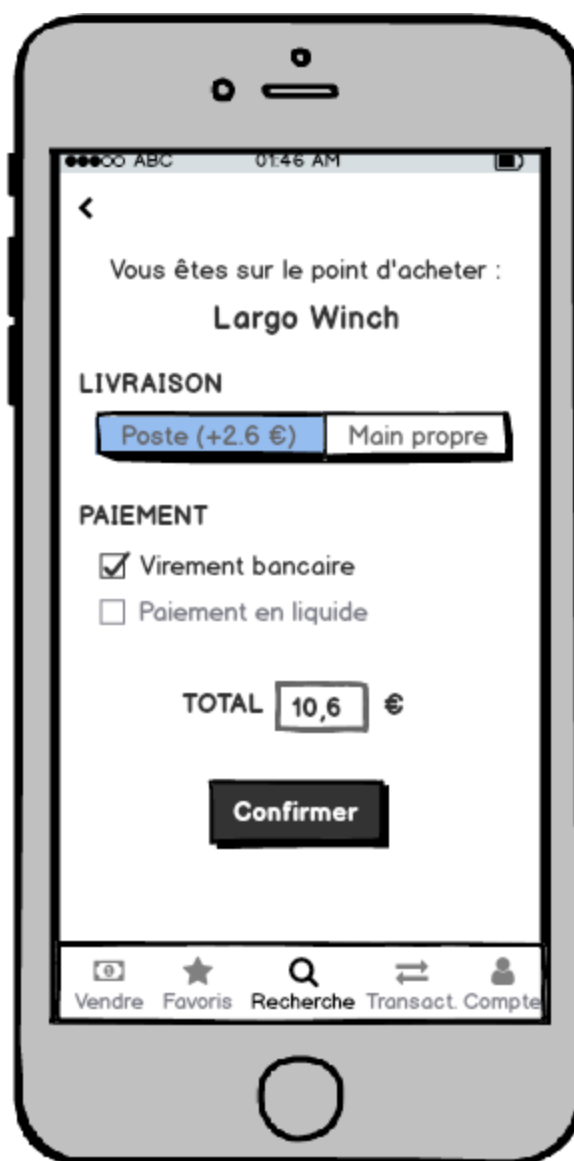 ABC 01:46 AM
<
Vous êtes sur le point d'acheter :
Largo Winch
LIVRAISON
Poste (+2.6 €) Main propre
PAIEMENT
Virement bancaire
Paiement en liquide
TOTAL 10,6 €
Confirmer
Vendre Favoris Recherche Transact. Compte